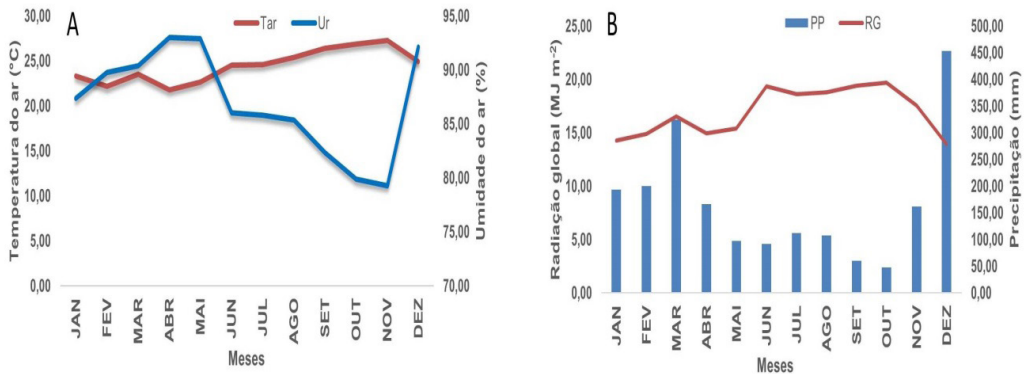 A
Tar Ur
30,00
25,00
20,00
15,00
10,00
5,00
0,00
Temperatura do ar (°C)
95,00
90,00
85,00
80,00
75,00
70,00
Umidade do ar (%)
JAN FEV MAR ABR MAI JUN JUL AGO SET OUT NOV DEZ
Meses
B
PP RG
25,00
20,00
15,00
10,00
5,00
0,00
Radiação global (MJ m⁻²)
500,00
450,00
400,00
350,00
300,00
250,00
200,00
150,00
100,00
50,00
0,00
Precipitação (mm)
JAN FEV MAR ABR MAI JUN JUL AGO SET OUT NOV DEZ
Meses